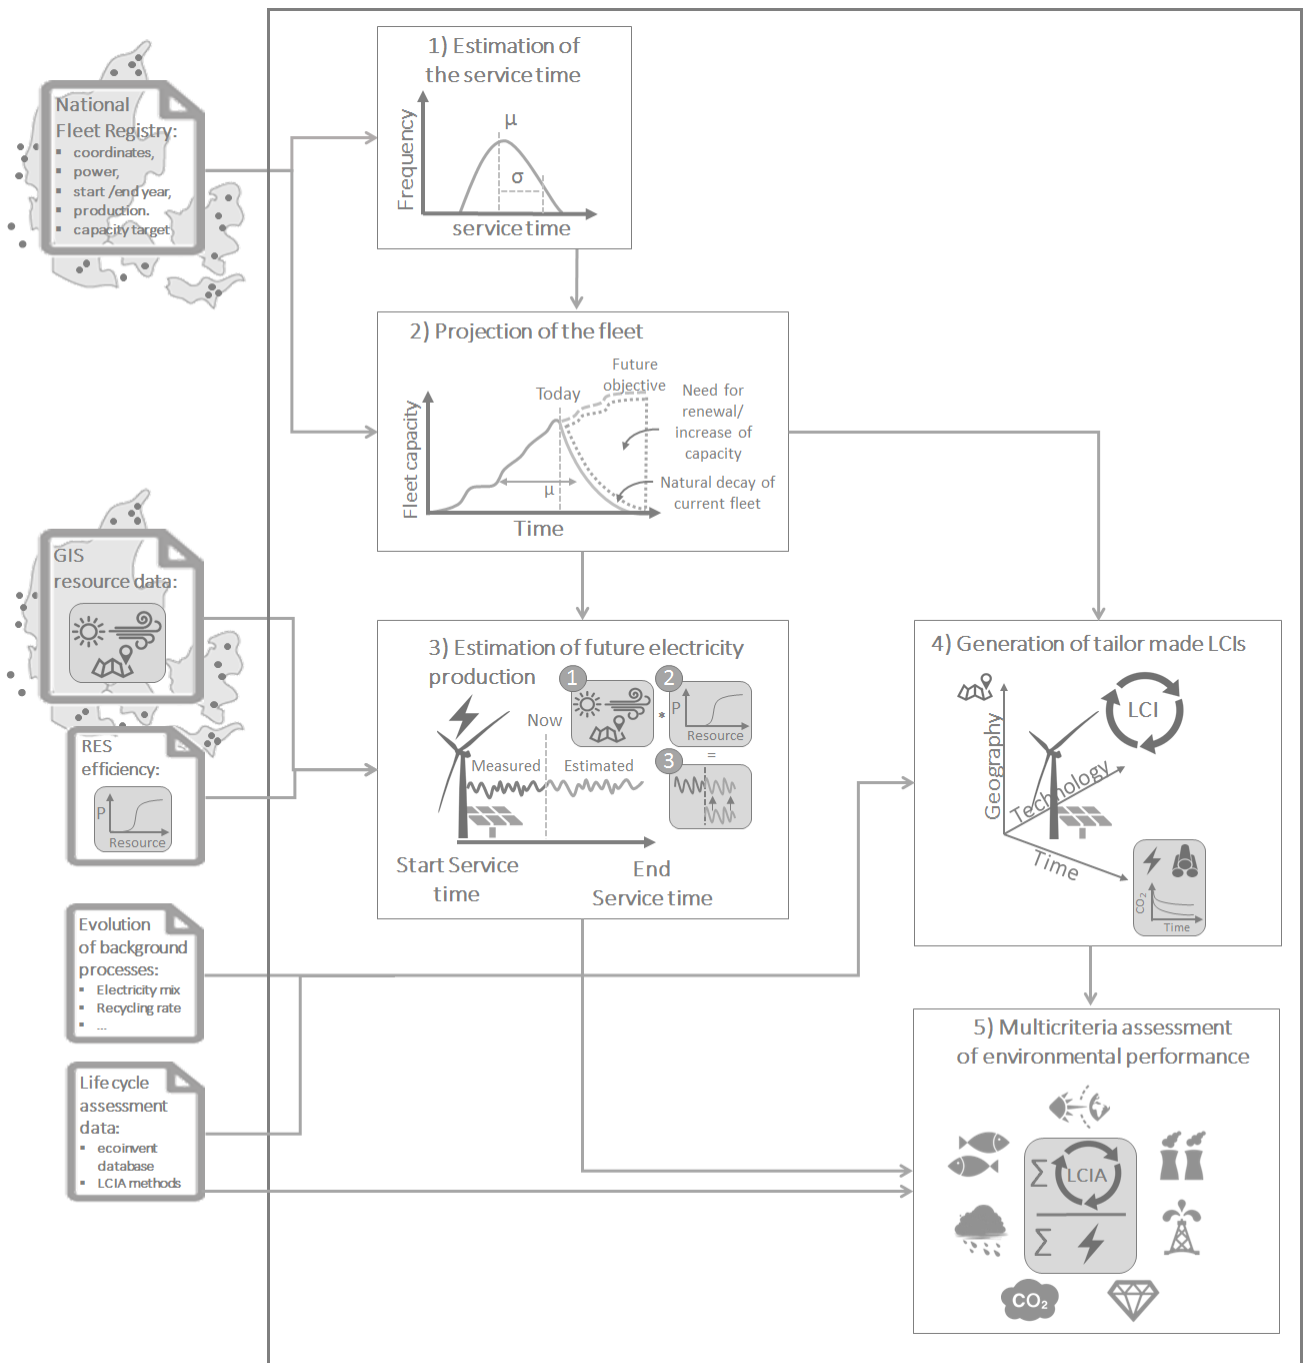 National
Fleet Registry:
▪ coordinates,
▪ power,
▪ start /end year,
▪ production.
▪ capacity target
1) Estimation of
the service time
Frequency
μ
σ
service time
2) Projection of the fleet
Fleet capacity
Today
Future
objective
Need for
renewal/
increase of
capacity
μ
Natural decay of
current fleet
Time
GIS
resource data:
RES
efficiency:
P
Resource
3) Estimation of future electricity
production
1
2
P
Resource
*
=
3
Now
Measured
Estimated
Start Service
time
End
Service time
4) Generation of tailor made LCIs
Geography
Technology
Time
LCI
CO2
Time
Evolution
of background
processes:
▪ Electricity mix
▪ Recycling rate
▪ ...
Life cycle
assessment
data:
▪ ecoinvent
database
▪ LCIA methods
5) Multicriteria assessment
of environmental performance
Σ LCIA
Σ
CO2